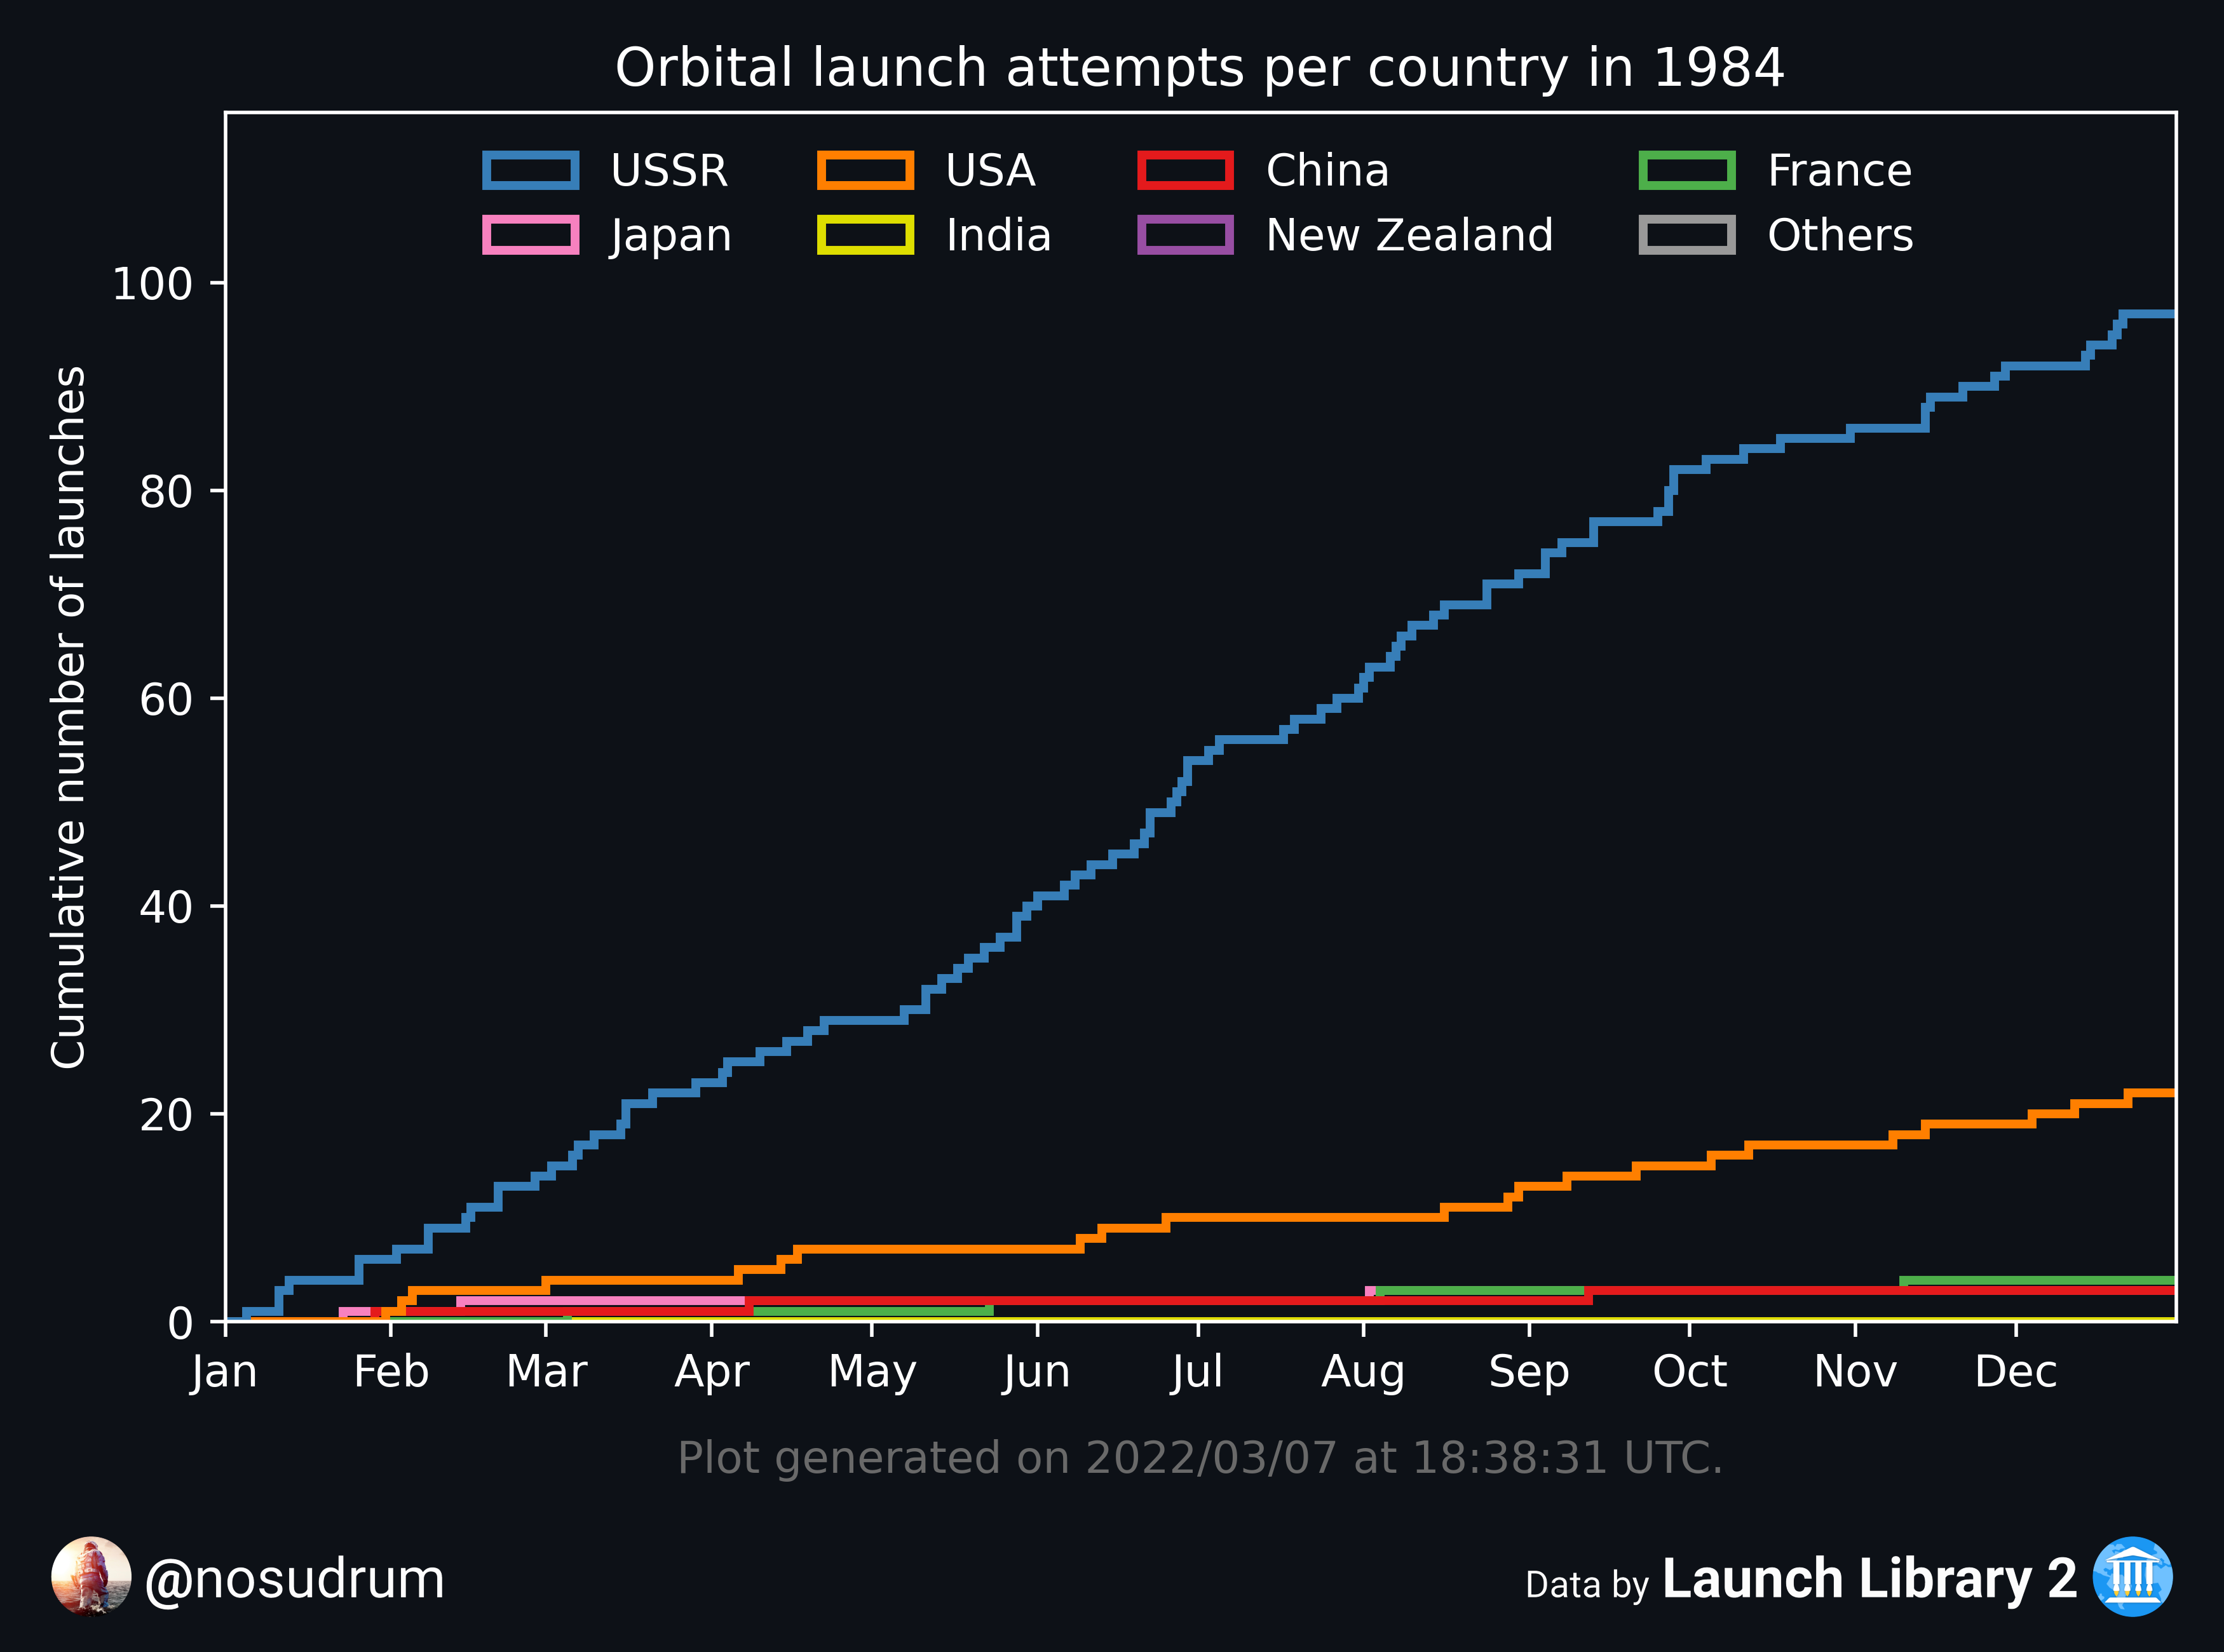 Orbital launch attempts per country in 1984
USSR USA China France
Japan India New Zealand Others
Cumulative number of launches
100
80
60
40
20
0
Jan Feb Mar Apr May Jun Jul Aug Sep Oct Nov Dec
Plot generated on 2022/03/07 at 18:38:31 UTC.
@nosudrum
Data by Launch Library 2